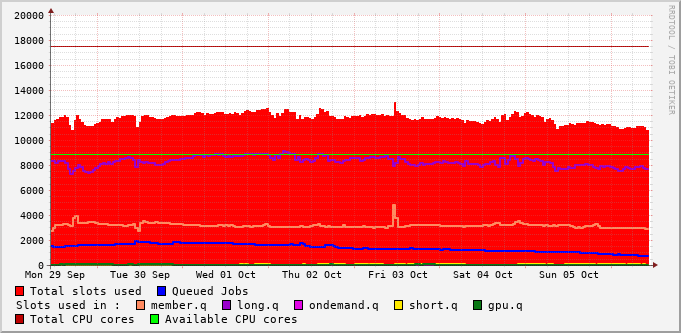 RRDTOOL / TOBI OETIKER
20000
18000
16000
14000
12000
10000
8000
6000
4000
2000
0
Mon 29 Sep Tue 30 Sep Wed 01 Oct Thu 02 Oct Fri 03 Oct Sat 04 Oct Sun 05 Oct
Total slots used Queued Jobs
Slots used in : member.q long.q ondemand.q short.q gpu.q
Total CPU cores Available CPU cores